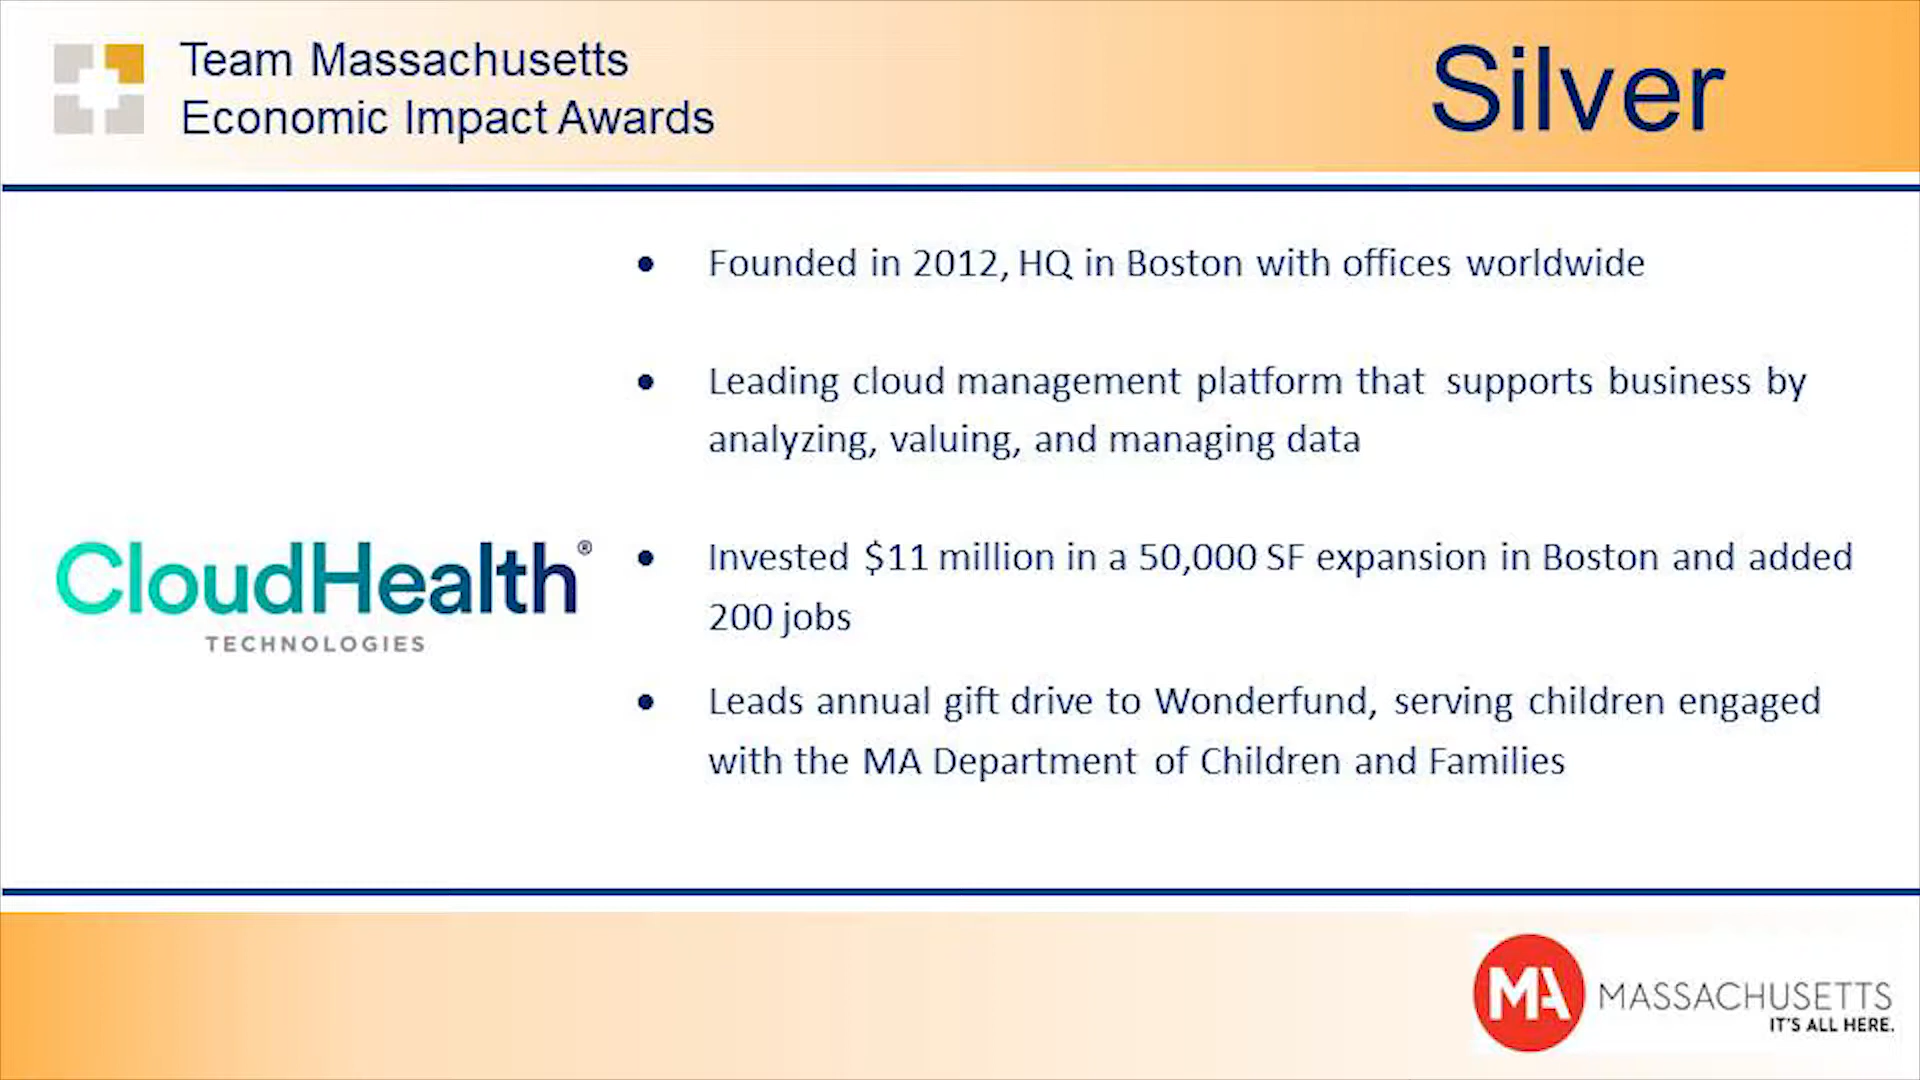 Team Massachusetts
Economic Impact Awards
Silver
• Founded in 2012, HQ in Boston with offices worldwide
• Leading cloud management platform that supports business by
analyzing, valuing, and managing data
• Invested $11 million in a 50,000 SF expansion in Boston and added
200 jobs
• Leads annual gift drive to Wonderfund, serving children engaged
with the MA Department of Children and Families
CloudHealth®
TECHNOLOGIES
MA MASSACHUSETTS
IT'S ALL HERE.